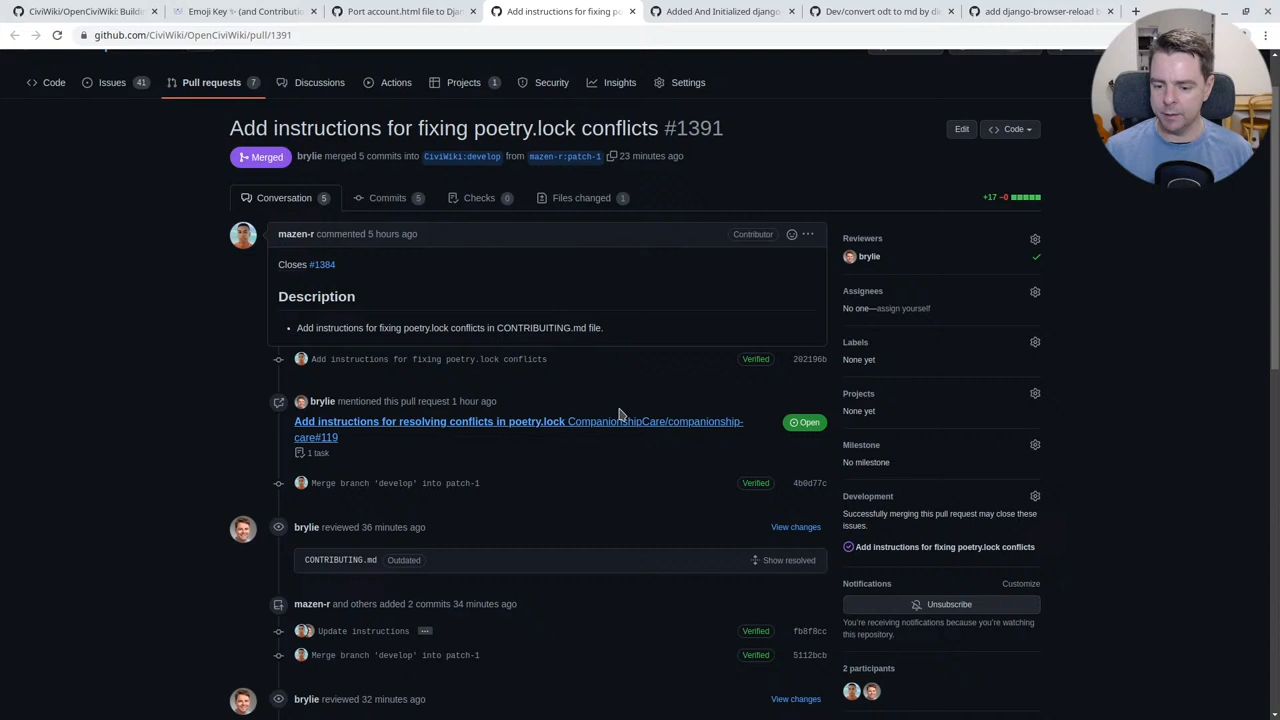 CiviWiki/OpenCiviWiki: Buildin
Emoji Key ✨ (and Contribution
Port account.html file to Djan
Add instructions for fixing po
Added And Initialized django
Dev/convert odt to md by di
add django-browser-reload b
github.com/CiviWiki/OpenCiviWiki/pull/1391
Code
Issues 41
Pull requests 7
Discussions
Actions
Projects 1
Security
Insights
Settings
Add instructions for fixing poetry.lock conflicts #1391
Edit
Code
Merged
brylie merged 5 commits into CiviWiki:develop from mazen-r:patch-1 23 minutes ago
Conversation 5
Commits 5
Checks 0
Files changed 1
+17 −0
mazen-r commented 5 hours ago
Contributor
Closes #1384
Description
• Add instructions for fixing poetry.lock conflicts in CONTRIBUITING.md file.
Add instructions for fixing poetry.lock conflicts
Verified
202196b
brylie mentioned this pull request 1 hour ago
Add instructions for resolving conflicts in poetry.lock CompanionshipCare/companionship-
care#119
Open
1 task
Merge branch 'develop' into patch-1
Verified
4b0d77c
brylie reviewed 36 minutes ago
View changes
CONTRIBUTING.md
Outdated
Show resolved
mazen-r and others added 2 commits 34 minutes ago
Update instructions
Verified
fb8f8cc
Merge branch 'develop' into patch-1
Verified
5112bcb
brylie reviewed 32 minutes ago
View changes
Reviewers
brylie
Assignees
No one—assign yourself
Labels
None yet
Projects
None yet
Milestone
No milestone
Development
Successfully merging this pull request may close these
issues.
Add instructions for fixing poetry.lock conflicts
Notifications
Customize
Unsubscribe
You're receiving notifications because you're watching
this repository.
2 participants